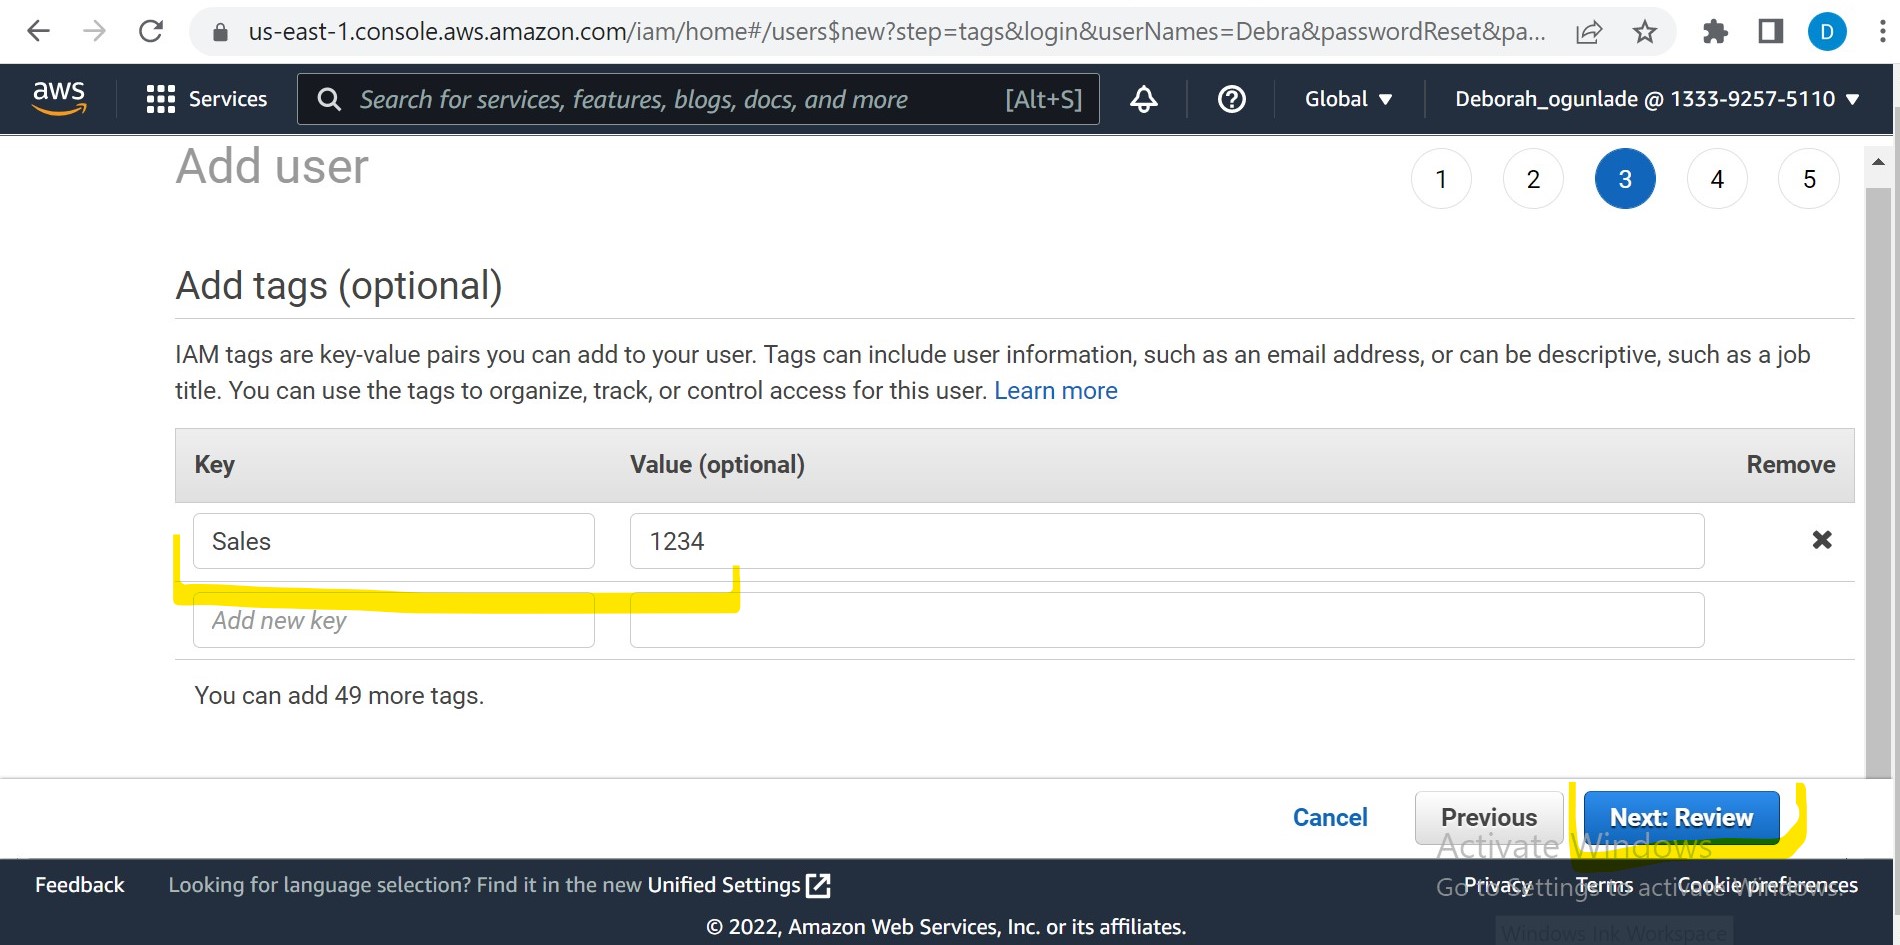 us-east-1.console.aws.amazon.com/iam/home#/users$new?step=tags&login&userNames=Debra&passwordReset&pa...
D
aws
Services
Search for services, features, blogs, docs, and more
[Alt+S]
Global
Deborah_ogunlade @ 1333-9257-5110
Add user
1 2 3 4 5
Add tags (optional)
IAM tags are key-value pairs you can add to your user. Tags can include user information, such as an email address, or can be descriptive, such as a job
title. You can use the tags to organize, track, or control access for this user. Learn more
Key Value (optional) Remove
Sales 1234
Add new key
You can add 49 more tags.
Cancel Previous Next: Review
Activate Windows
Go to Settings to activate Windows.
Feedback Looking for language selection? Find it in the new Unified Settings Privacy Terms Cookie preferences
© 2022, Amazon Web Services, Inc. or its affiliates.
Windows Ink Workspace